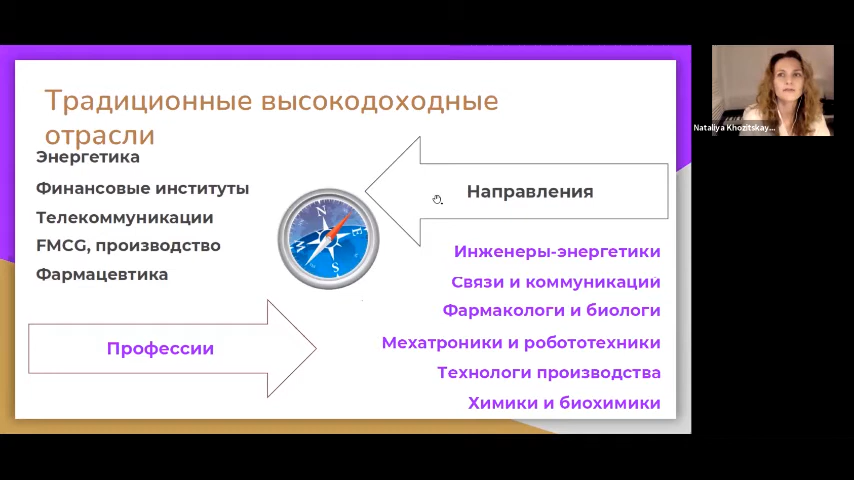 Традиционные высокодоходные
отрасли
Энергетика
Финансовые институты
Телекоммуникации
FMCG, производство
Фармацевтика
Профессии
N
E
S
W
Направления
Инженеры-энергетики
Связи и коммуникаций
Фармакологи и биологи
Мехатроники и робототехники
Технологи производства
Химики и биохимики
Nataliya Khozitskay...